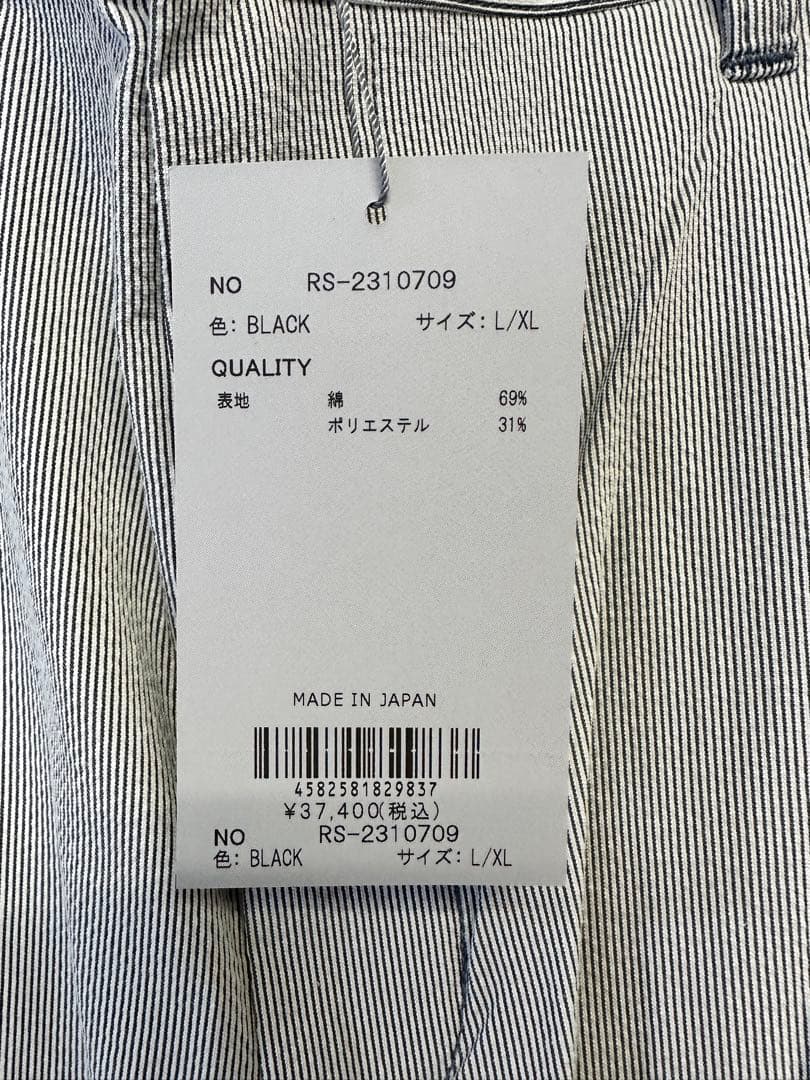 NO RS-2310709
色: BLACK サイズ: L/XL
QUALITY
表地 綿 69%
ポリエステル 31%
MADE IN JAPAN
4582581829837
¥37,400(税込)
NO RS-2310709
色: BLACK サイズ: L/XL